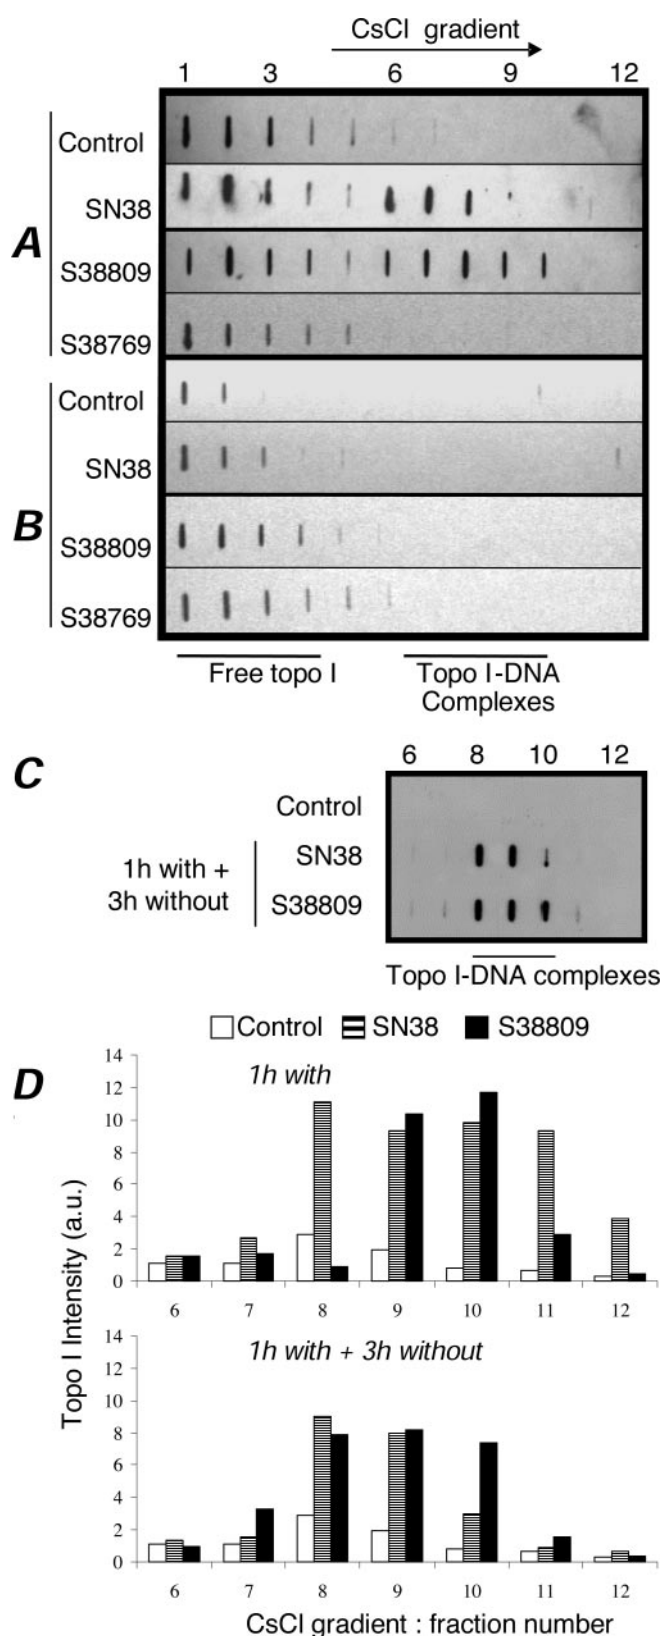 CsCl gradient
1 3 6 9 12
A
Control
SN38
S38809
S38769
B
Control
SN38
S38809
S38769
Free topo I
Topo I-DNA
Complexes
C
6 8 10 12
Control
1h with +
3h without
SN38
S38809
Topo I-DNA complexes
Control SN38 S38809
D
1h with
14
12
10
8
6
4
2
0
6 7 8 9 10 11 12
Topo I Intensity (a.u.)
1h with + 3h without
14
12
10
8
6
4
2
0
6 7 8 9 10 11 12
CsCl gradient : fraction number